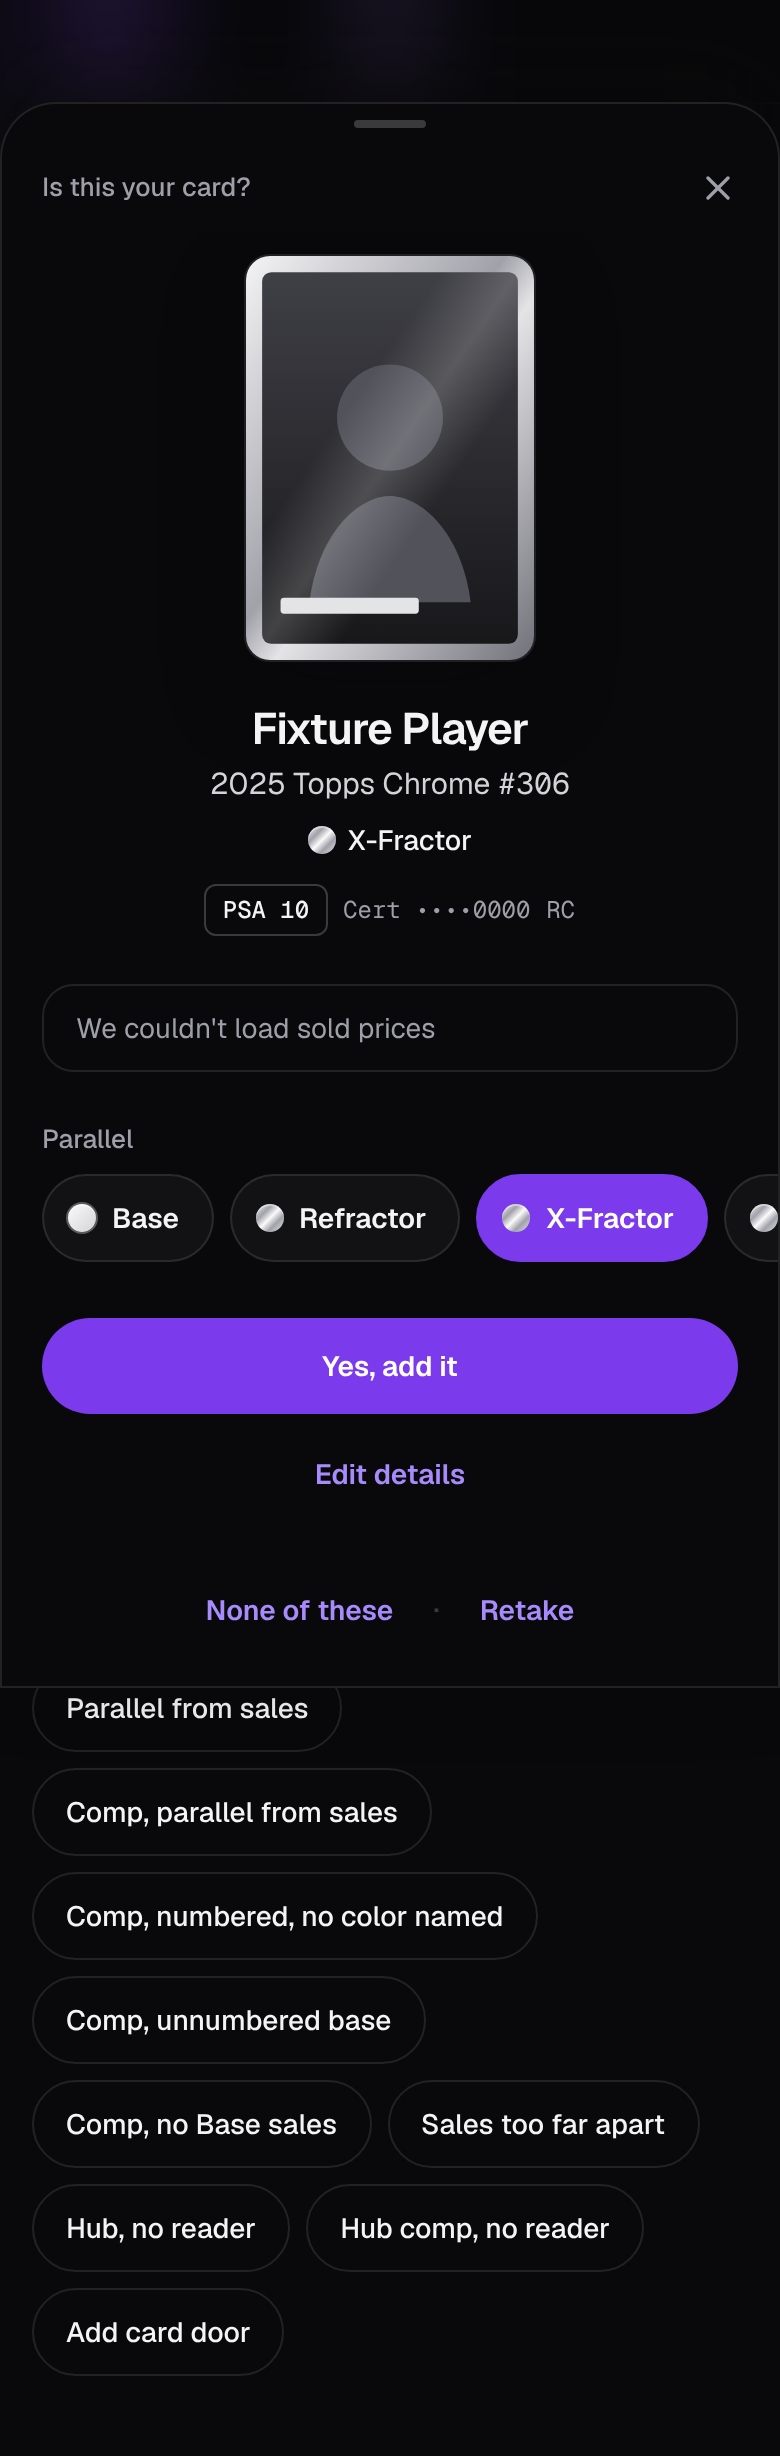 Is this your card?
Fixture Player
2025 Topps Chrome #306
X-Fractor
PSA 10 Cert ····0000 RC
We couldn't load sold prices
Parallel
Base Refractor X-Fractor
Yes, add it
Edit details
None of these · Retake
Parallel from sales
Comp, parallel from sales
Comp, numbered, no color named
Comp, unnumbered base
Comp, no Base sales Sales too far apart
Hub, no reader Hub comp, no reader
Add card door